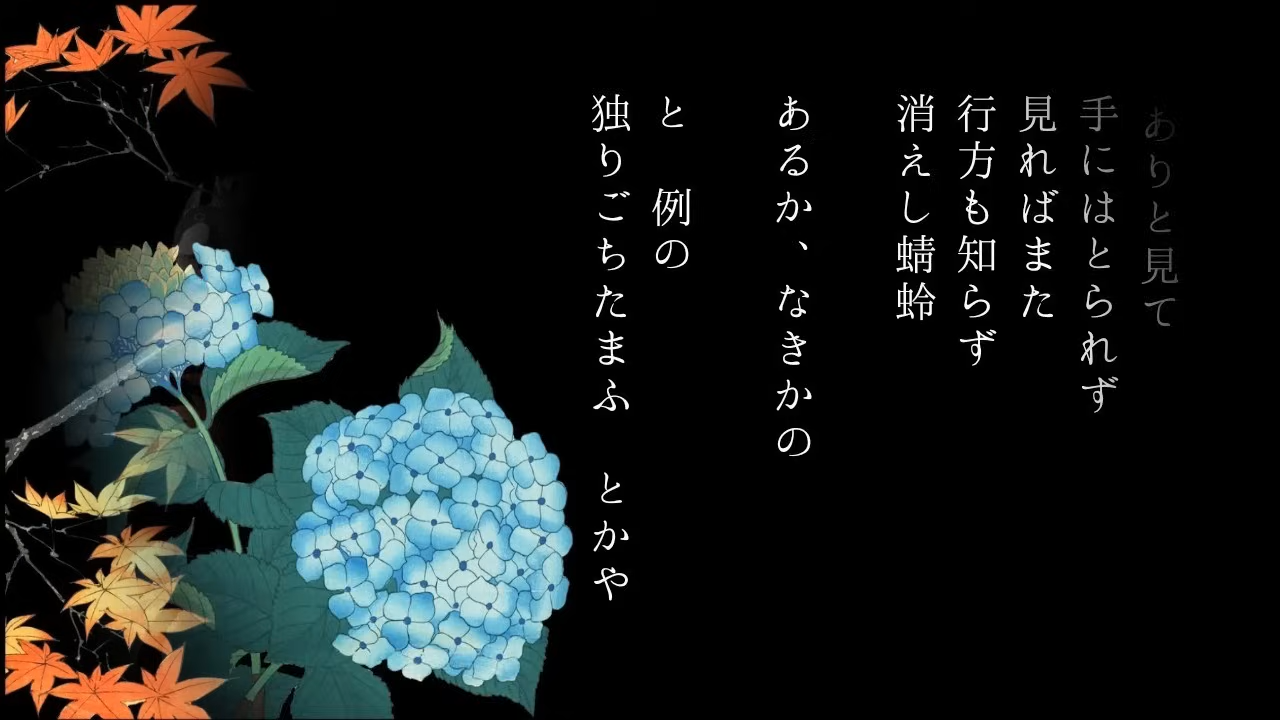 ありと見て
手にはとられず
見ればまた
行方も知らず
消えし蜻蛉
あるか、なきかの
と　例の
独りごちたまふ　とかや